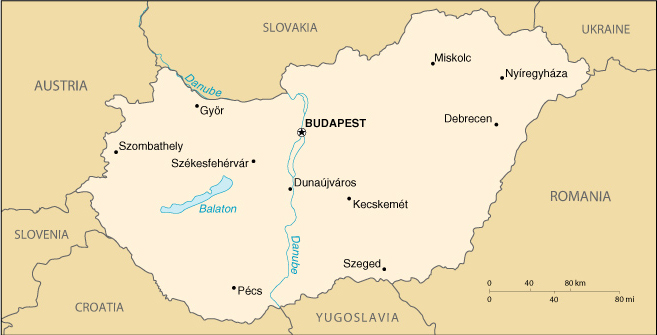 SLOVAKIA
UKRAINE
AUSTRIA
Miskolc
Nyíregyháza
Danube
Győr
BUDAPEST
Debrecen
Szombathely
Székesfehérvár
Dunaújváros
Balaton
Kecskemét
ROMANIA
SLOVENIA
Danube
Szeged
Pécs
0 40 80 km
0 40 80 mi
CROATIA
YUGOSLAVIA